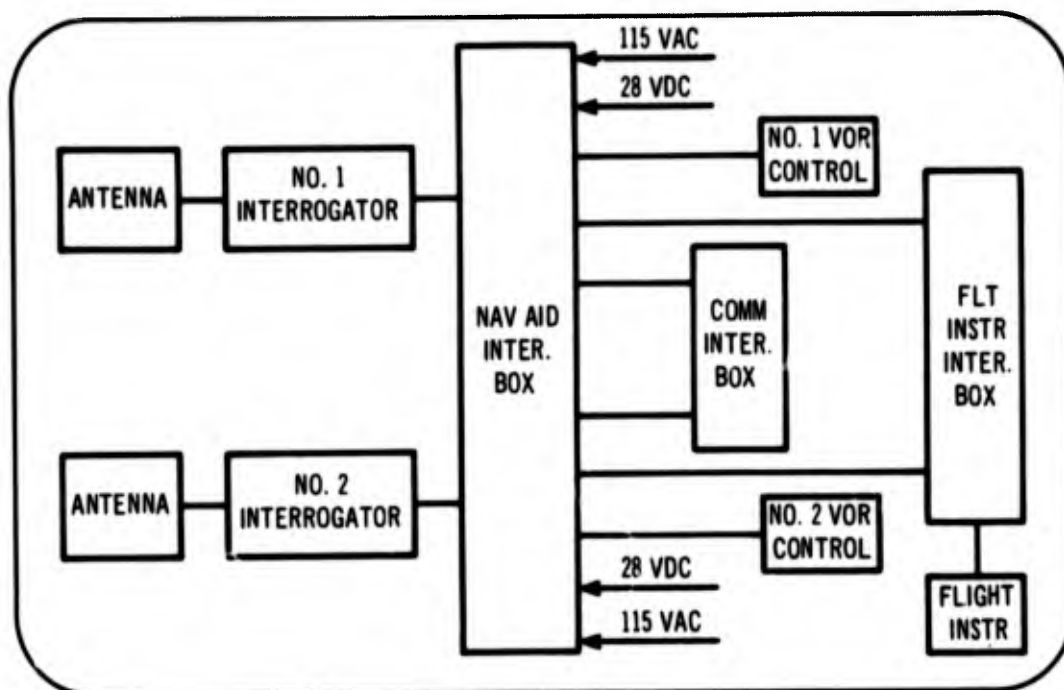 115 VAC
28 VDC
NO. 1 VOR
CONTROL
ANTENNA
NO. 1
INTERROGATOR
NAV AID
INTER.
BOX
COMM
INTER.
BOX
FLT
INSTR
INTER.
BOX
ANTENNA
NO. 2
INTERROGATOR
NO. 2 VOR
CONTROL
28 VDC
115 VAC
FLIGHT
INSTR